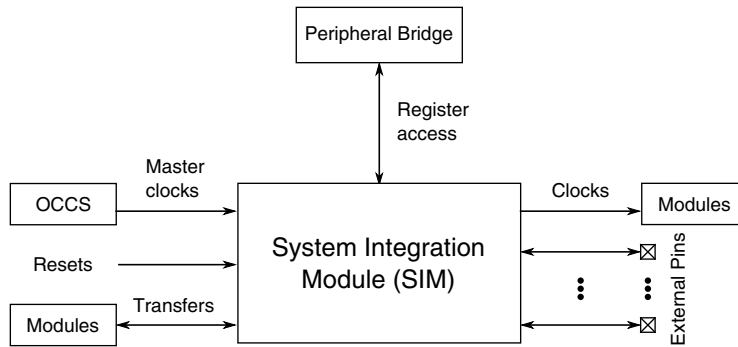 Peripheral Bridge
Register
access
Master
clocks
OCCS
Clocks
Modules
System Integration
Module (SIM)
Resets
Transfers
Modules
External Pins